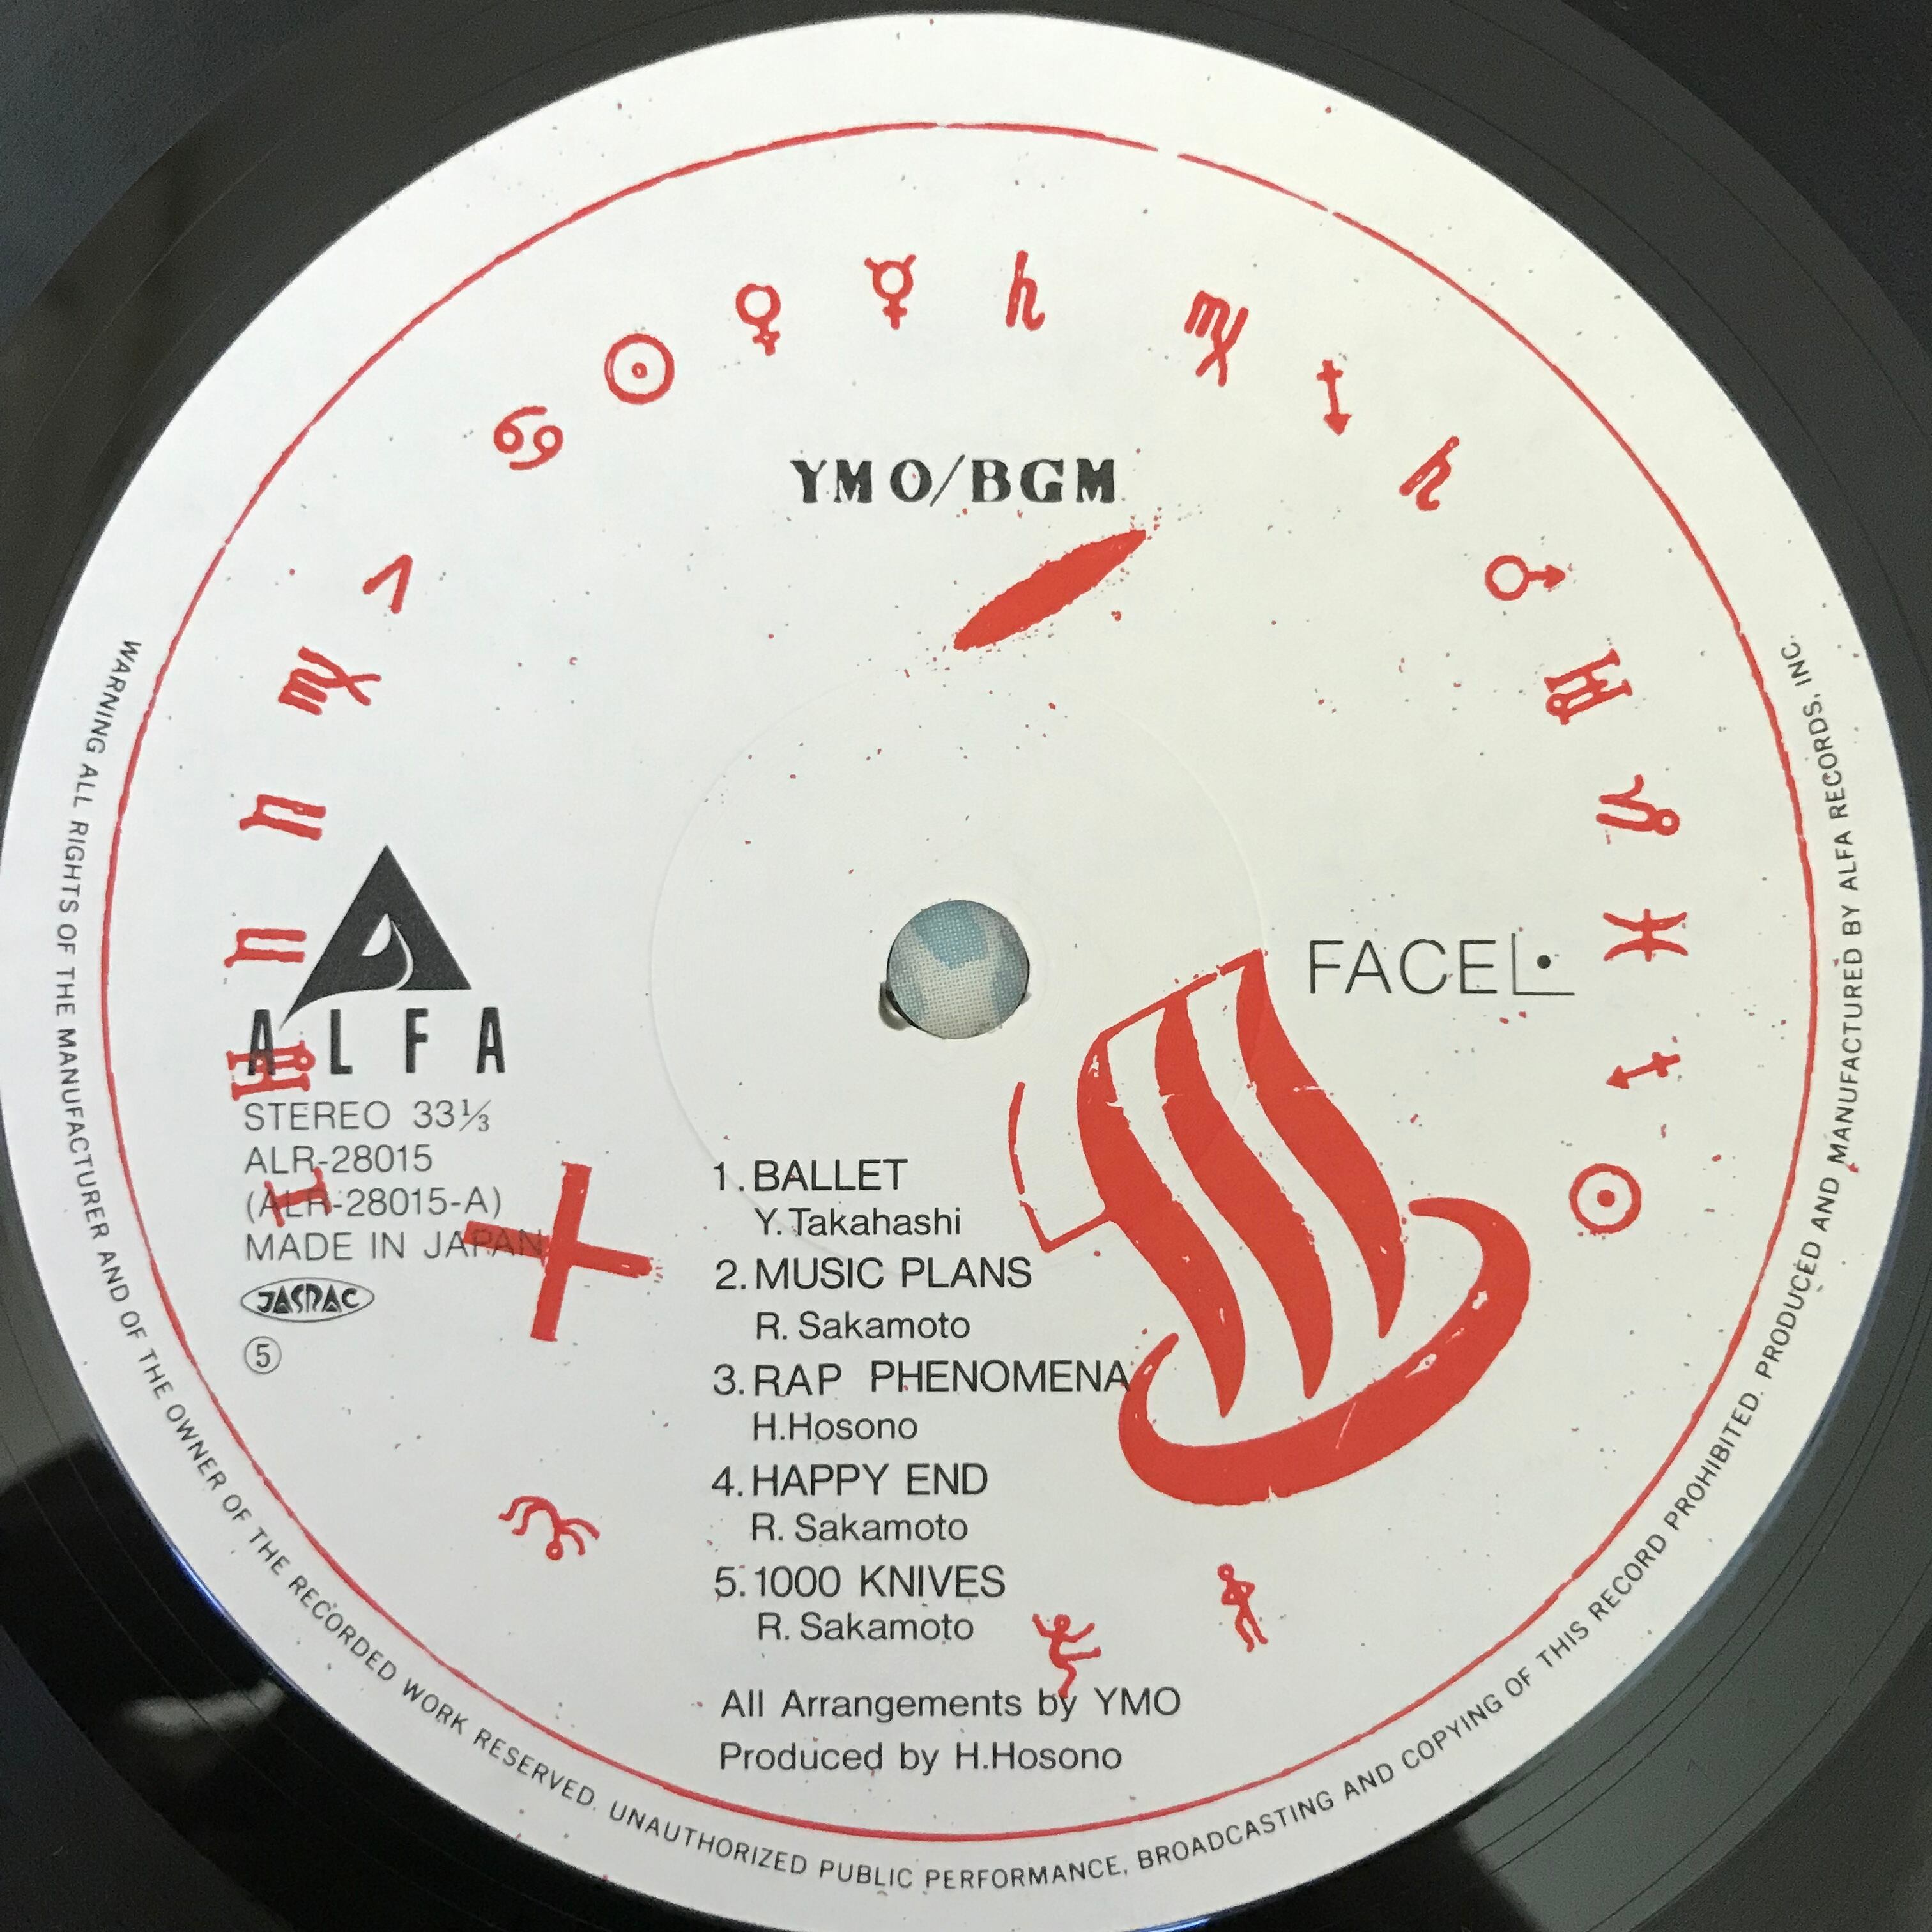 YMO/BGM
FACE
ALFA
STEREO 33⅓
ALR-28015
(ALR-28015-A)
MADE IN JAPAN
JASRAC
⑤
1. BALLET
Y. Takahashi
2. MUSIC PLANS
R. Sakamoto
3. RAP PHENOMENA
H.Hosono
4. HAPPY END
R. Sakamoto
5. 1000 KNIVES
R. Sakamoto
All Arrangements by YMO
Produced by H.Hosono
WARNING ALL RIGHTS OF THE MANUFACTURER AND OF THE OWNER OF THE RECORDED WORK RESERVED. UNAUTHORIZED PUBLIC PERFORMANCE, BROADCASTING AND COPYING OF THIS RECORD PROHIBITED. PRODUCED AND MANUFACTURED BY ALFA RECORDS, INC.